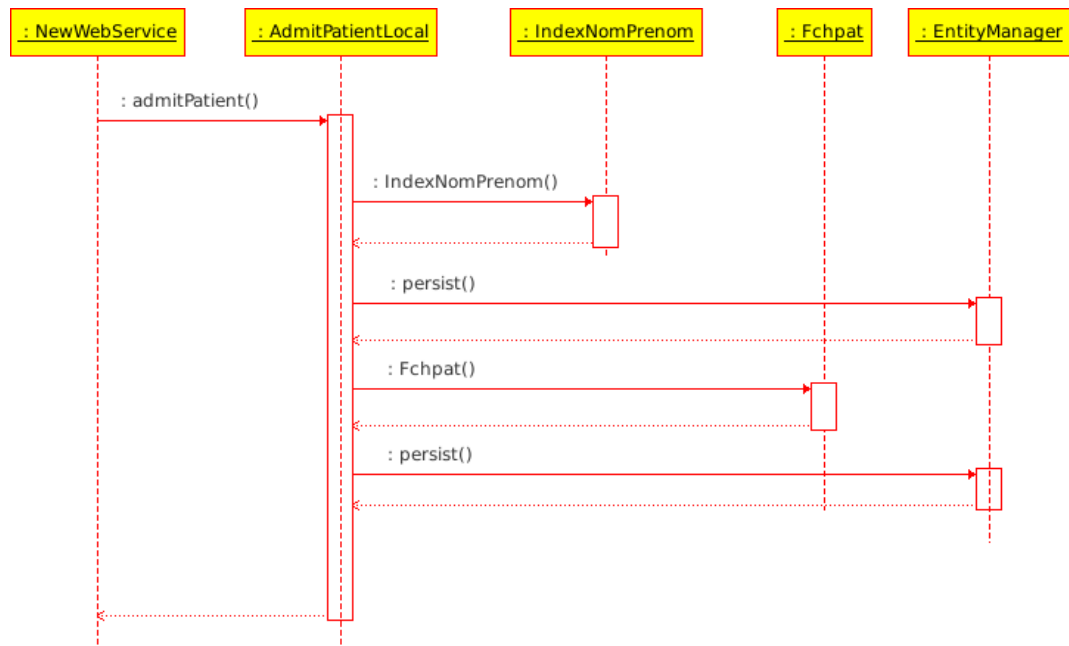 : NewWebService
: AdmitPatientLocal
: IndexNomPrenom
: Fchpat
: EntityManager
: admitPatient()
: IndexNomPrenom()
: persist()
: Fchpat()
: persist()